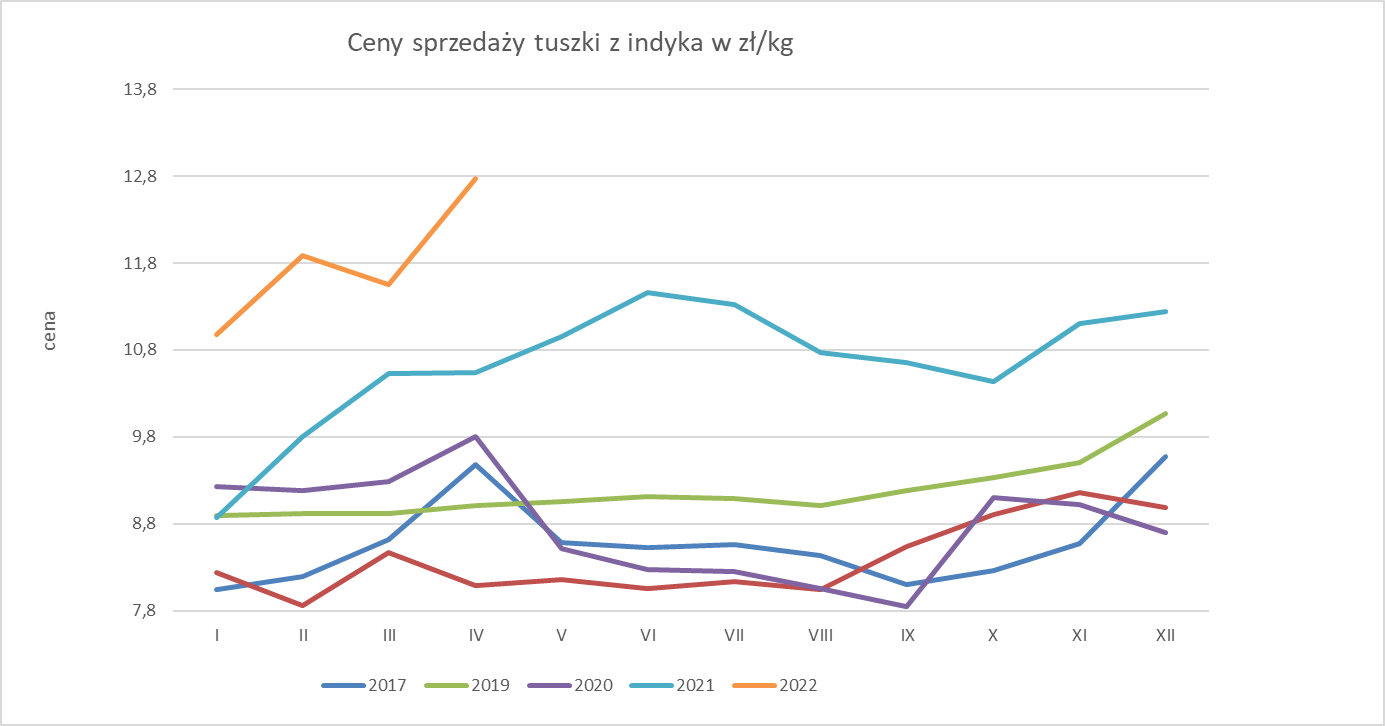 Ceny sprzedaży tuszki z indyka w zł/kg
13,8
12,8
11,8
10,8
9,8
8,8
7,8
cena
I II III IV V VI VII VIII IX X XI XII
2017 2019 2020 2021 2022